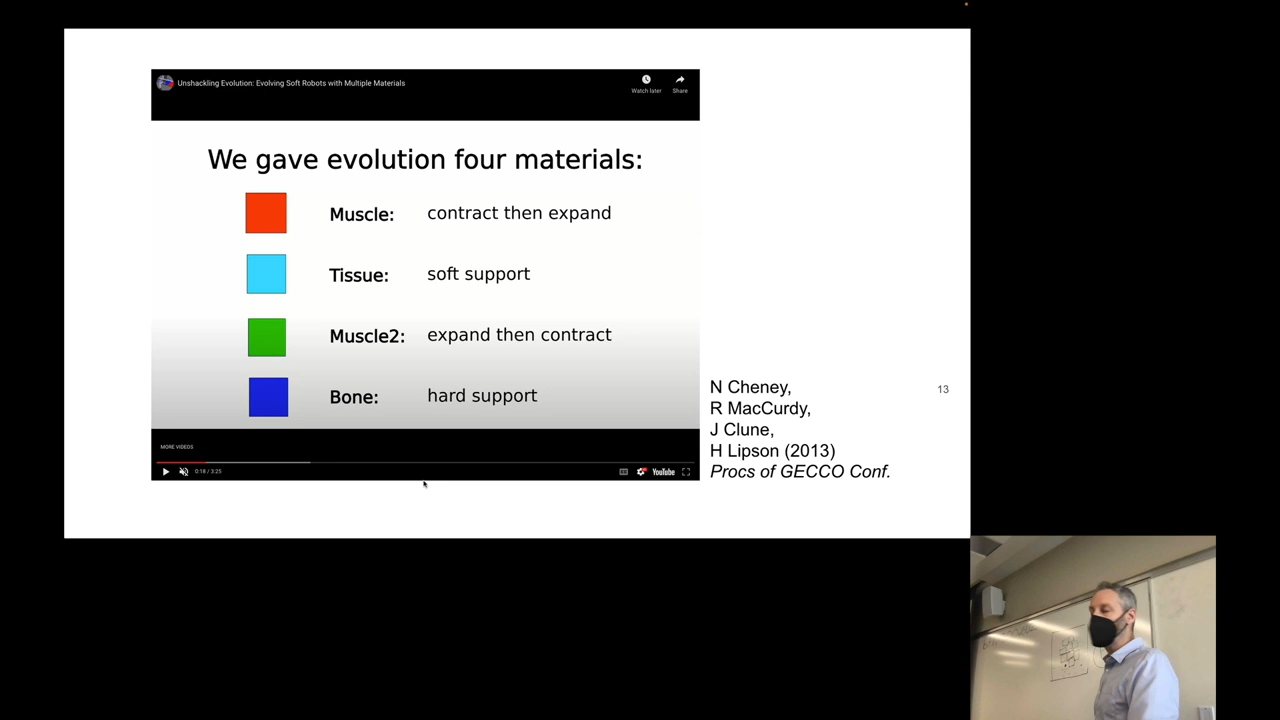 Unshackling Evolution: Evolving Soft Robots with Multiple Materials
Watch later
Share
We gave evolution four materials:
Muscle: contract then expand
Tissue: soft support
Muscle2: expand then contract
Bone: hard support
MORE VIDEOS
0:18 / 3:25
CC
YouTube
N Cheney,
R MacCurdy,
J Clune,
H Lipson (2013)
Procs of GECCO Conf.
13